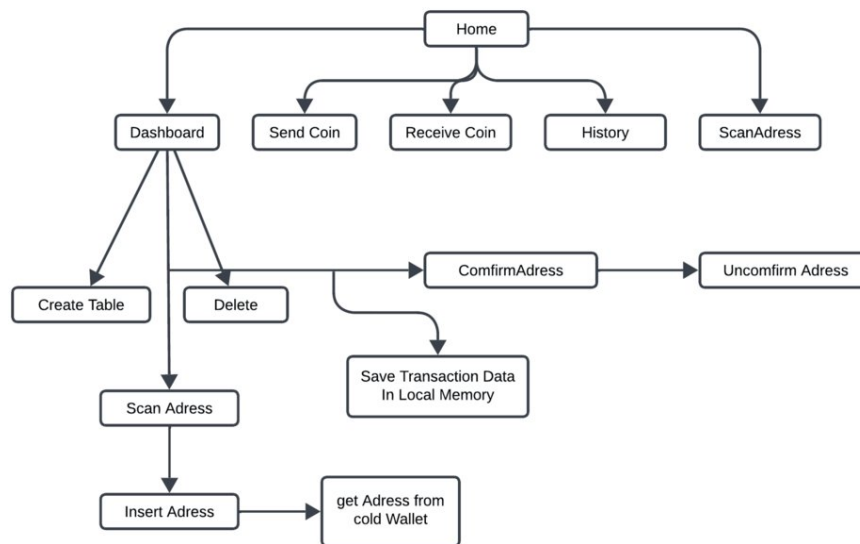 Home
Dashboard
Send Coin
Receive Coin
History
ScanAdress
ComfirmAdress
Uncomfirm Adress
Create Table
Delete
Save Transaction Data
In Local Memory
Scan Adress
Insert Adress
get Adress from
cold Wallet